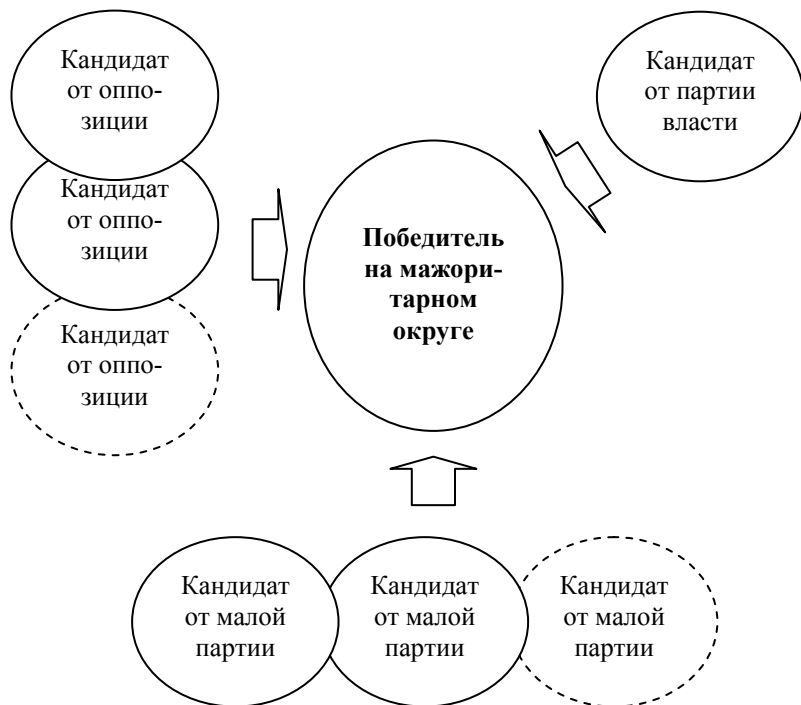 Кандидат
от оппо-
зиции
Кандидат
от оппо-
зиции
Кандидат
от оппо-
зиции
Кандидат
от партии
власти
Победитель
на мажори-
тарном
округе
Кандидат
от малой
партии
Кандидат
от малой
партии
Кандидат
от малой
партии